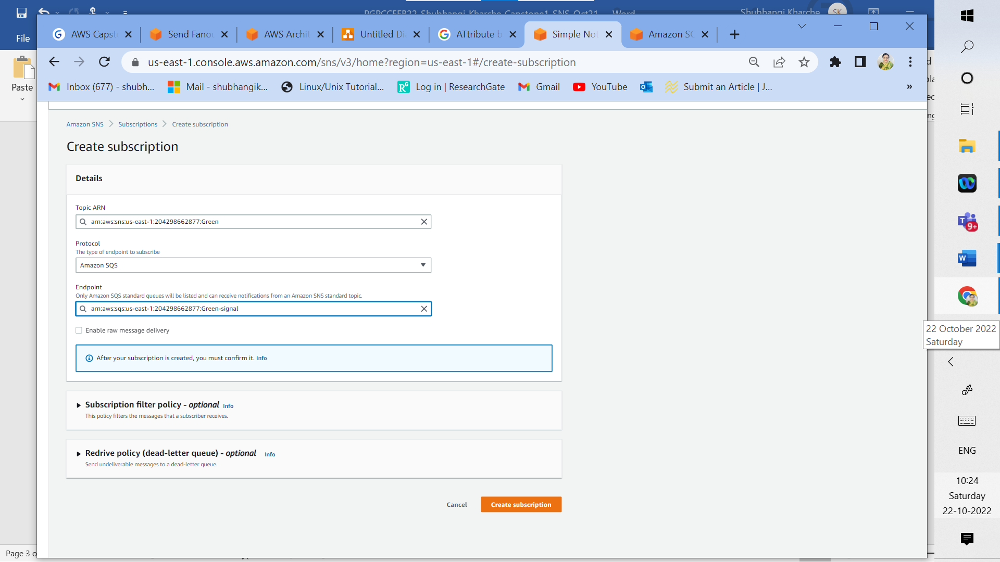 PGPCCFEB22_Shubhangi_Kharche_Capstone1_SNS_Oct21 Word
Shubhangi Kharche
SK
File
AWS Capst
Send Fanou
AWS Archit
Untitled Di
ATtribute b
Simple Not
Amazon SQ
us-east-1.console.aws.amazon.com/sns/v3/home?region=us-east-1#/create-subscription
Paste
Inbox (677) - shubh...
Mail - shubhangik...
Linux/Unix Tutorial...
Log in | ResearchGate
Gmail
YouTube
Submit an Article | J...
»
Amazon SNS
Subscriptions
Create subscription
Create subscription
Details
Topic ARN
arn:aws:sns:us-east-1:204298662877:Green
Protocol
The type of endpoint to subscribe
Amazon SQS
Endpoint
Only Amazon SQS standard queues will be listed and can receive notifications from an Amazon SNS standard topic.
arn:aws:sqs:us-east-1:204298662877:Green-signal
Enable raw message delivery
After your subscription is created, you must confirm it. Info
Subscription filter policy - optional Info
This policy filters the messages that a subscriber receives.
Redrive policy (dead-letter queue) - optional Info
Send undeliverable messages to a dead-letter queue.
Cancel
Create subscription
Page 3 o
9+
22 October 2022
Saturday
ENG
10:24
Saturday
22-10-2022